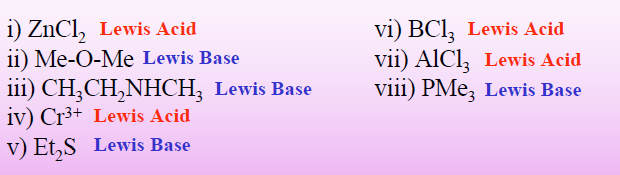 i) ZnCl₂ Lewis Acid
ii) Me-O-Me Lewis Base
iii) CH₃CH₂NHCH₃ Lewis Base
iv) Cr³⁺ Lewis Acid
v) Et₂S Lewis Base
vi) BCl₃ Lewis Acid
vii) AlCl₃ Lewis Acid
viii) PMe₃ Lewis Base